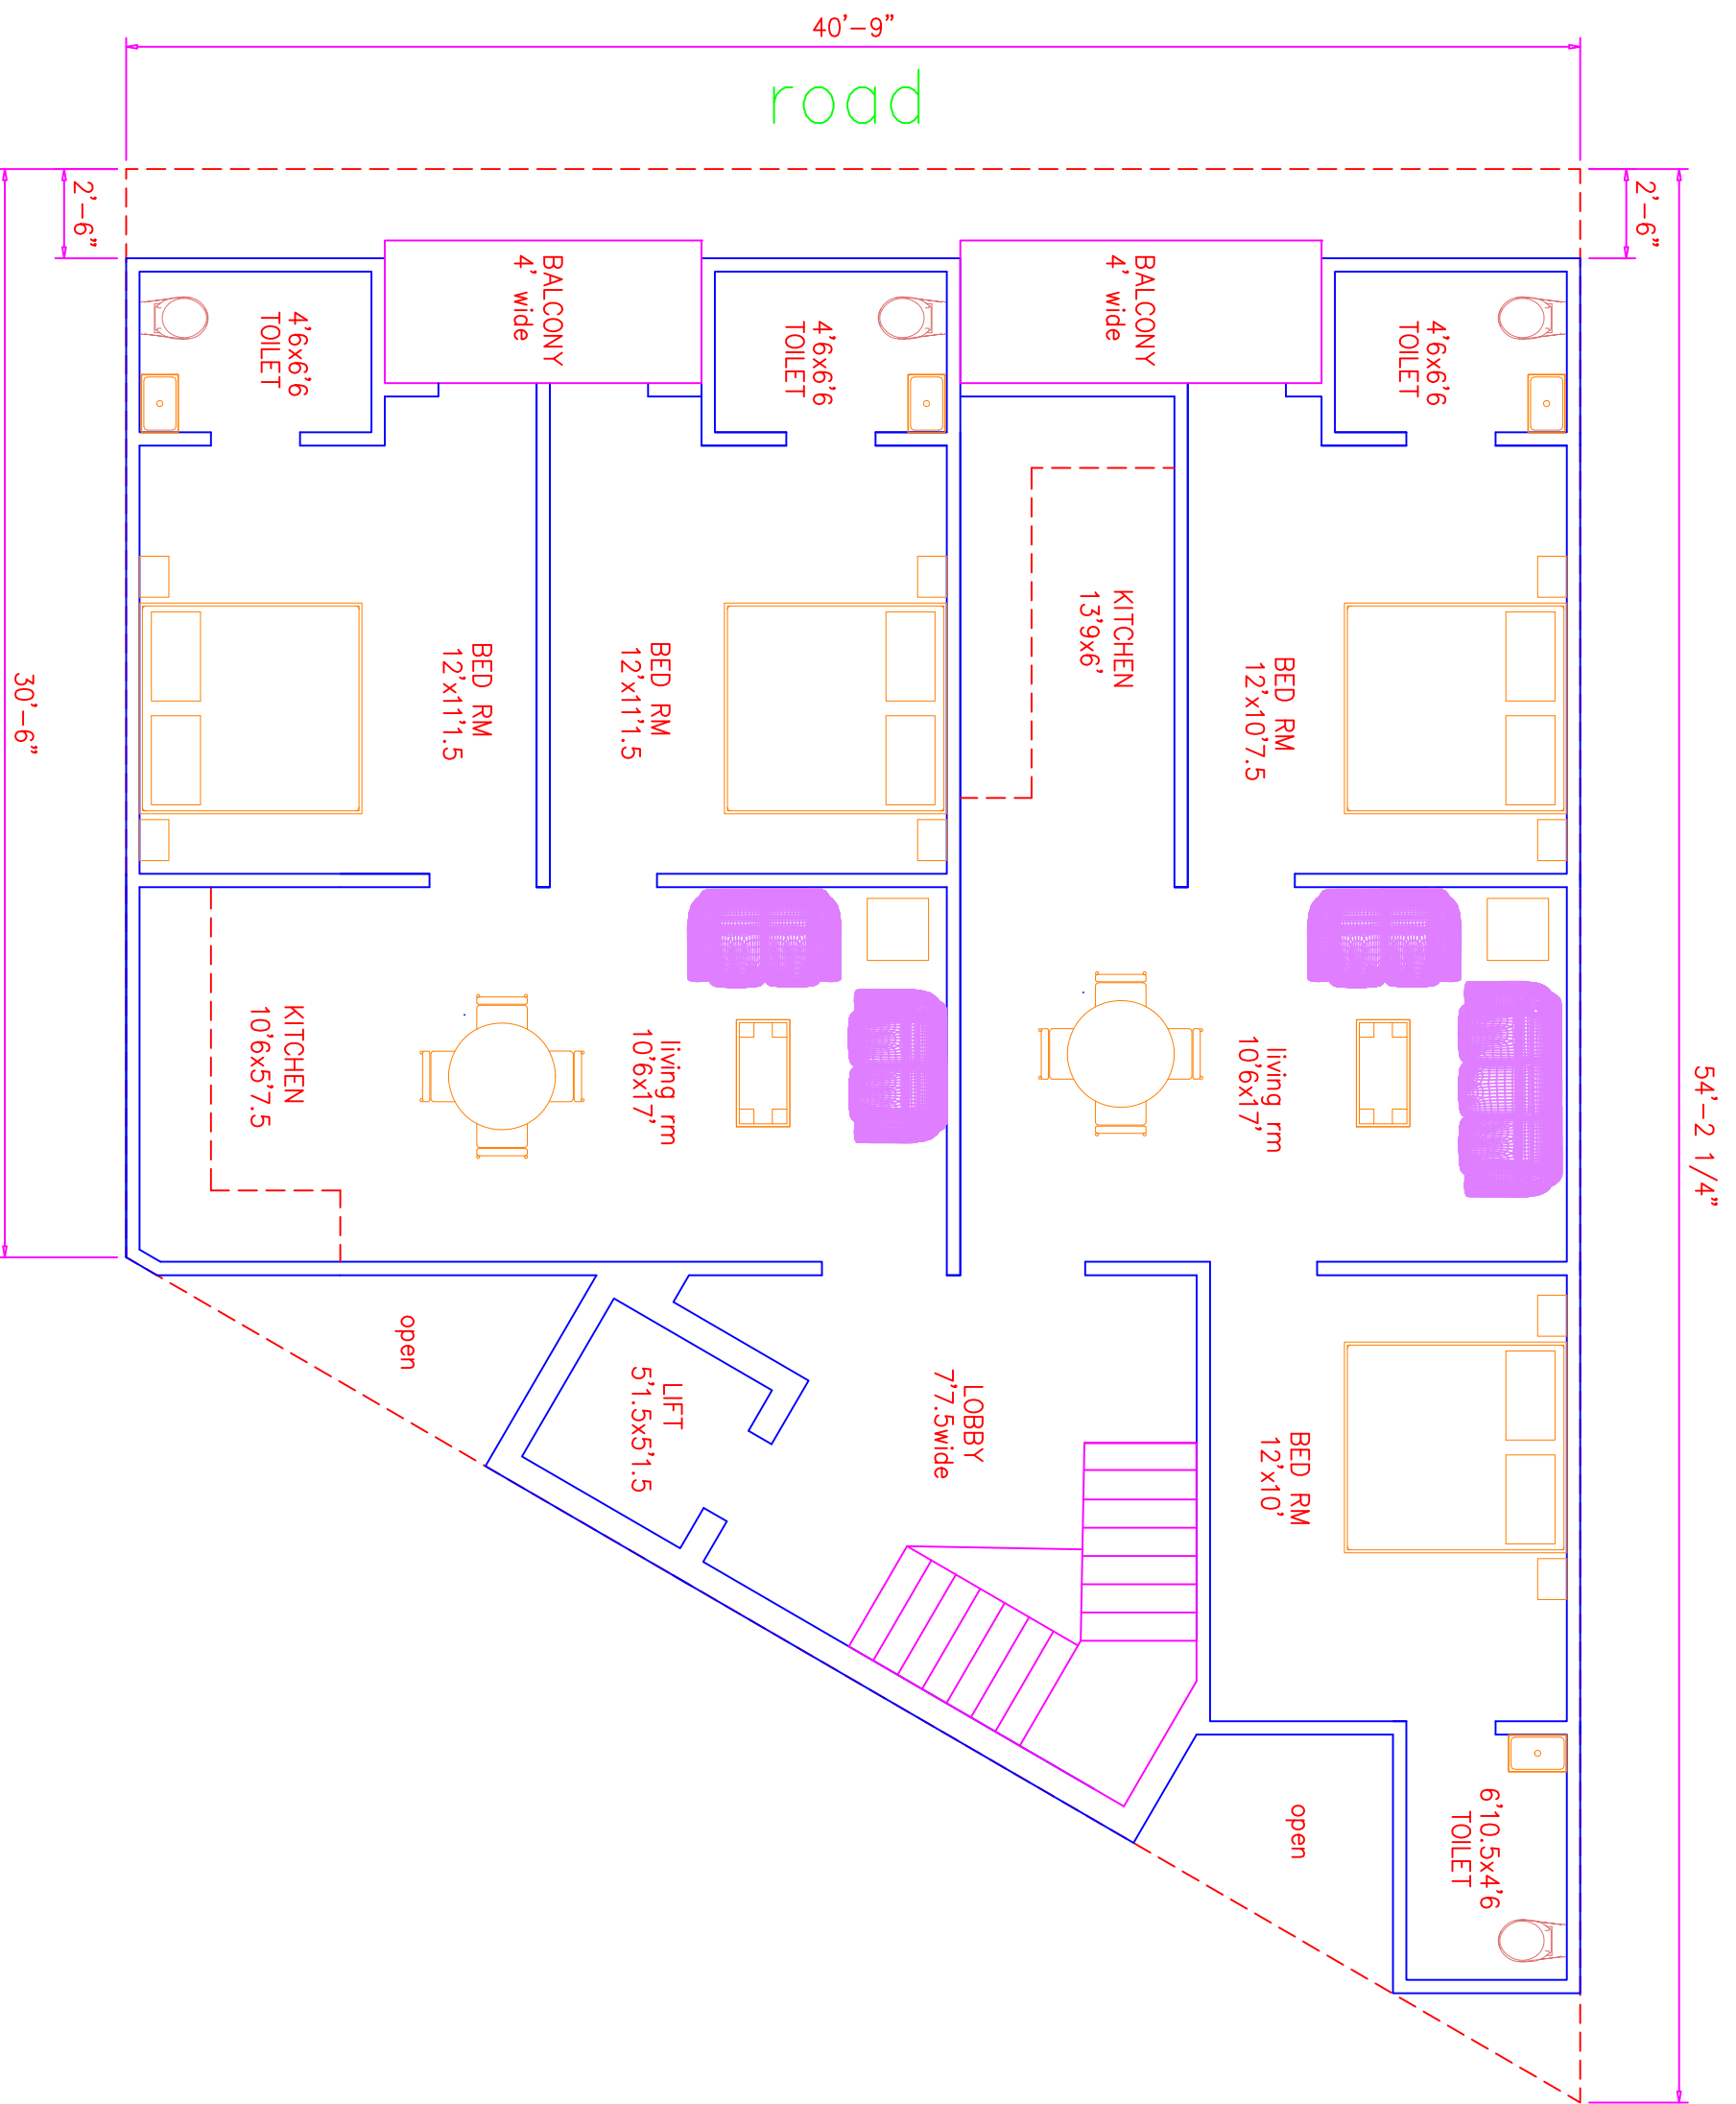 40'-9"
road
2'-6"
2'-6"
BALCONY
4' wide
BALCONY
4' wide
4'6x6'6
TOILET
4'6x6'6
TOILET
4'6x6'6
TOILET
KITCHEN
13'9x6'
BED RM
12'x11'1.5
BED RM
12'x11'1.5
BED RM
12'x10'7.5
30'-6"
54'-2 1/4"
KITCHEN
10'6x5'7.5
living rm
10'6x17'
living rm
10'6x17'
open
LIFT
5'1.5x5'1.5
LOBBY
7'7.5wide
BED RM
12'x10'
open
6'10.5x4'6
TOILET